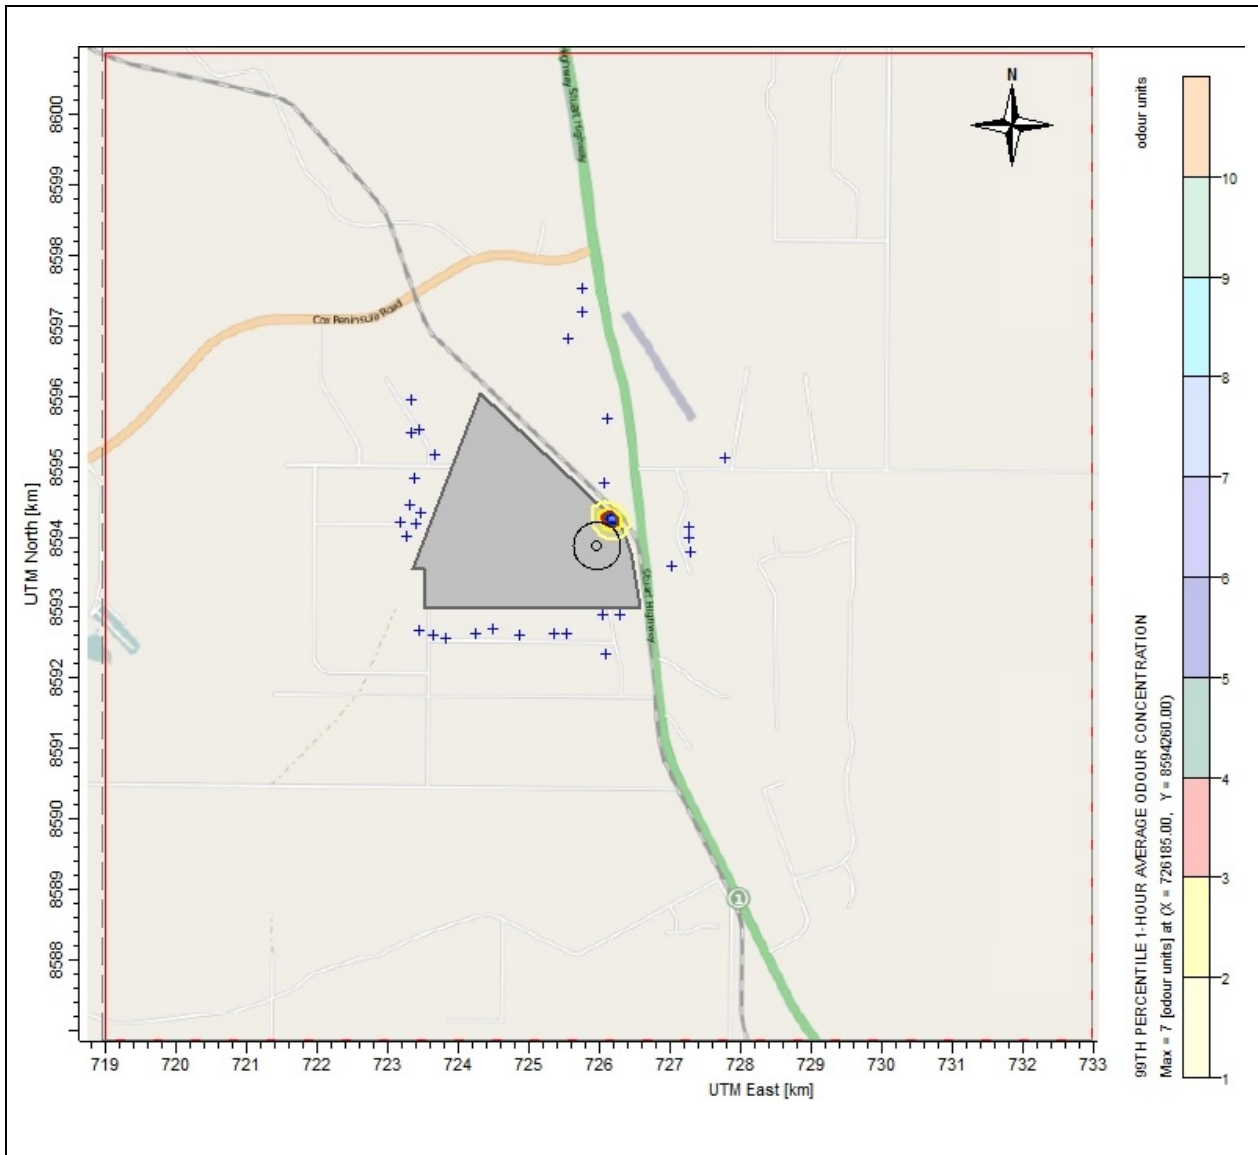 N
odour units
ghway Stuart Highway
Cox Peninsula Road
Stuart Highway
1
UTM North [km]
8600
8599
8598
8597
8596
8595
8594
8593
8592
8591
8590
8589
8588
719 720 721 722 723 724 725 726 727 728 729 730 731 732 733
UTM East [km]
99TH PERCENTILE 1-HOUR AVERAGE ODOUR CONCENTRATION
Max = 7 [odour units] at (X = 726185.00, Y = 8594260.00)
10
9
8
7
6
5
4
3
2
1